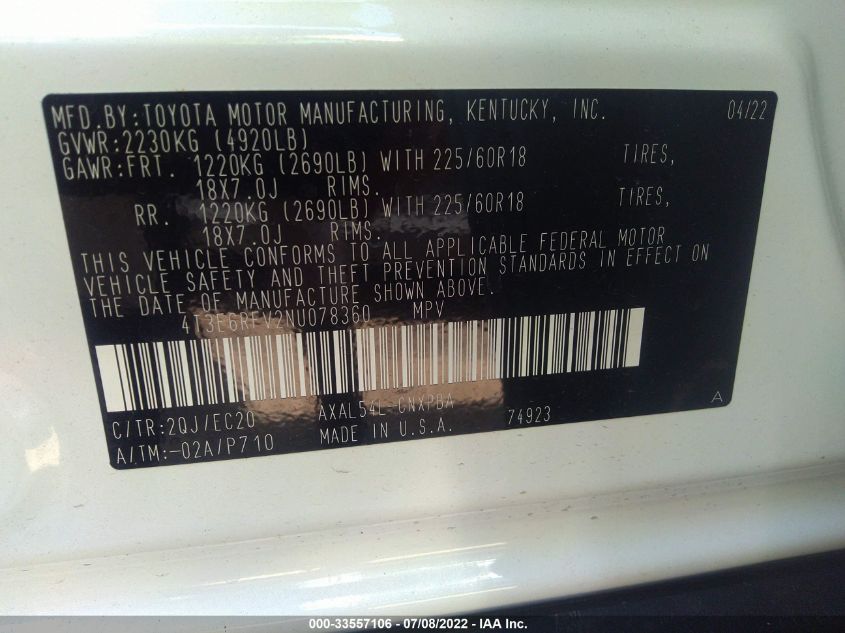 MFD.BY:TOYOTA MOTOR MANUFACTURING, KENTUCKY, INC. 04/22
GVWR:2230KG (4920LB)
GAWR:FRT. 1220KG (2690LB) WITH 225/60R18 TIRES,
18X7.0J RIMS.
RR. 1220KG (2690LB) WITH 225/60R18 TIRES,
18X7.0J RIMS.
THIS VEHICLE CONFORMS TO ALL APPLICABLE FEDERAL MOTOR
VEHICLE SAFETY AND THEFT PREVENTION STANDARDS IN EFFECT ON
THE DATE OF MANUFACTURE SHOWN ABOVE.
4T3E6RFV2NU078360 MPV
C/TR:2QJ/EC20 AXAL54L-CNXPBA A
A/TM:-02A/P710 MADE IN U.S.A. 74923
000-33557106 - 07/08/2022 - IAA Inc.